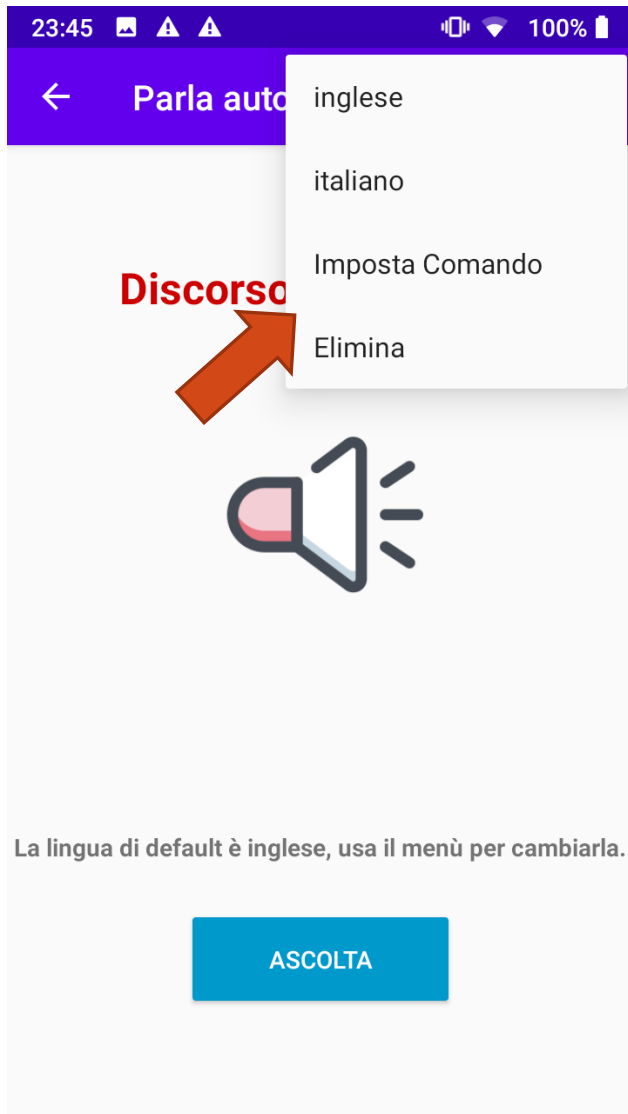 23:45 100%
Parla auto
inglese
italiano
Imposta Comando
Elimina
Discorso
La lingua di default è inglese, usa il menù per cambiarla.
ASCOLTA